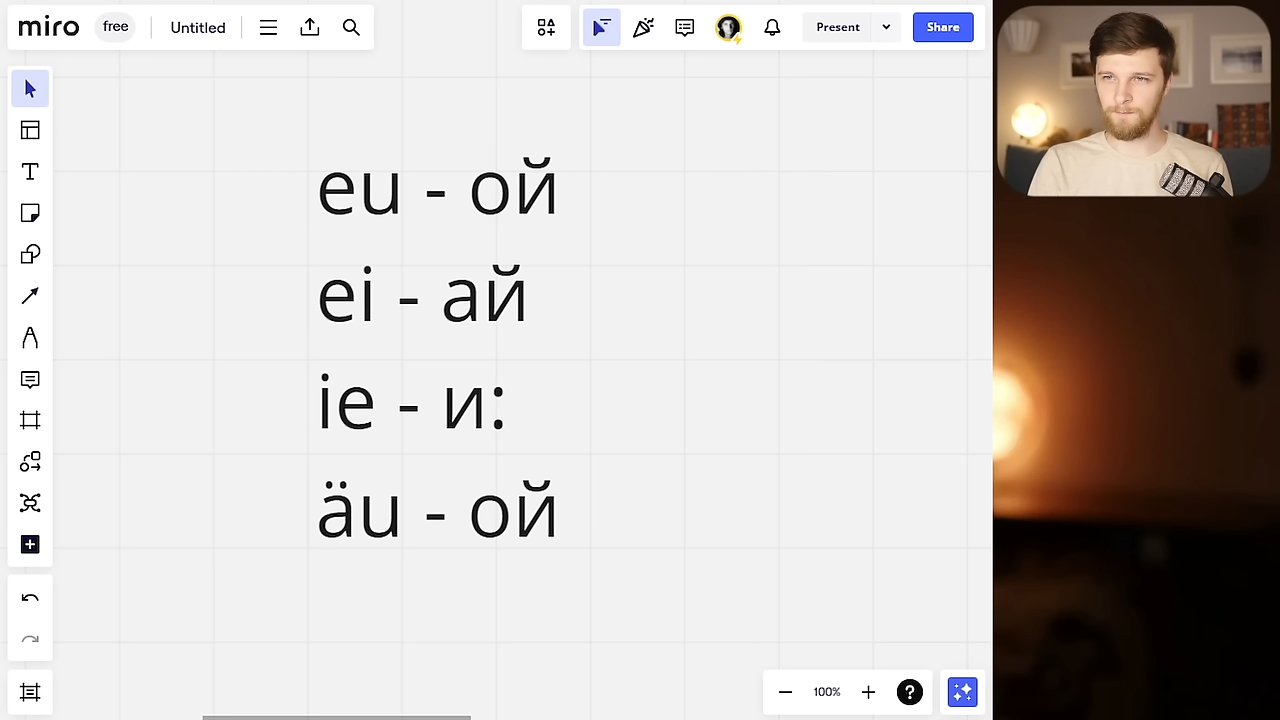 miro free Untitled Present Share
eu - ой
ei - ай
ie - и:
äu - ой
100%